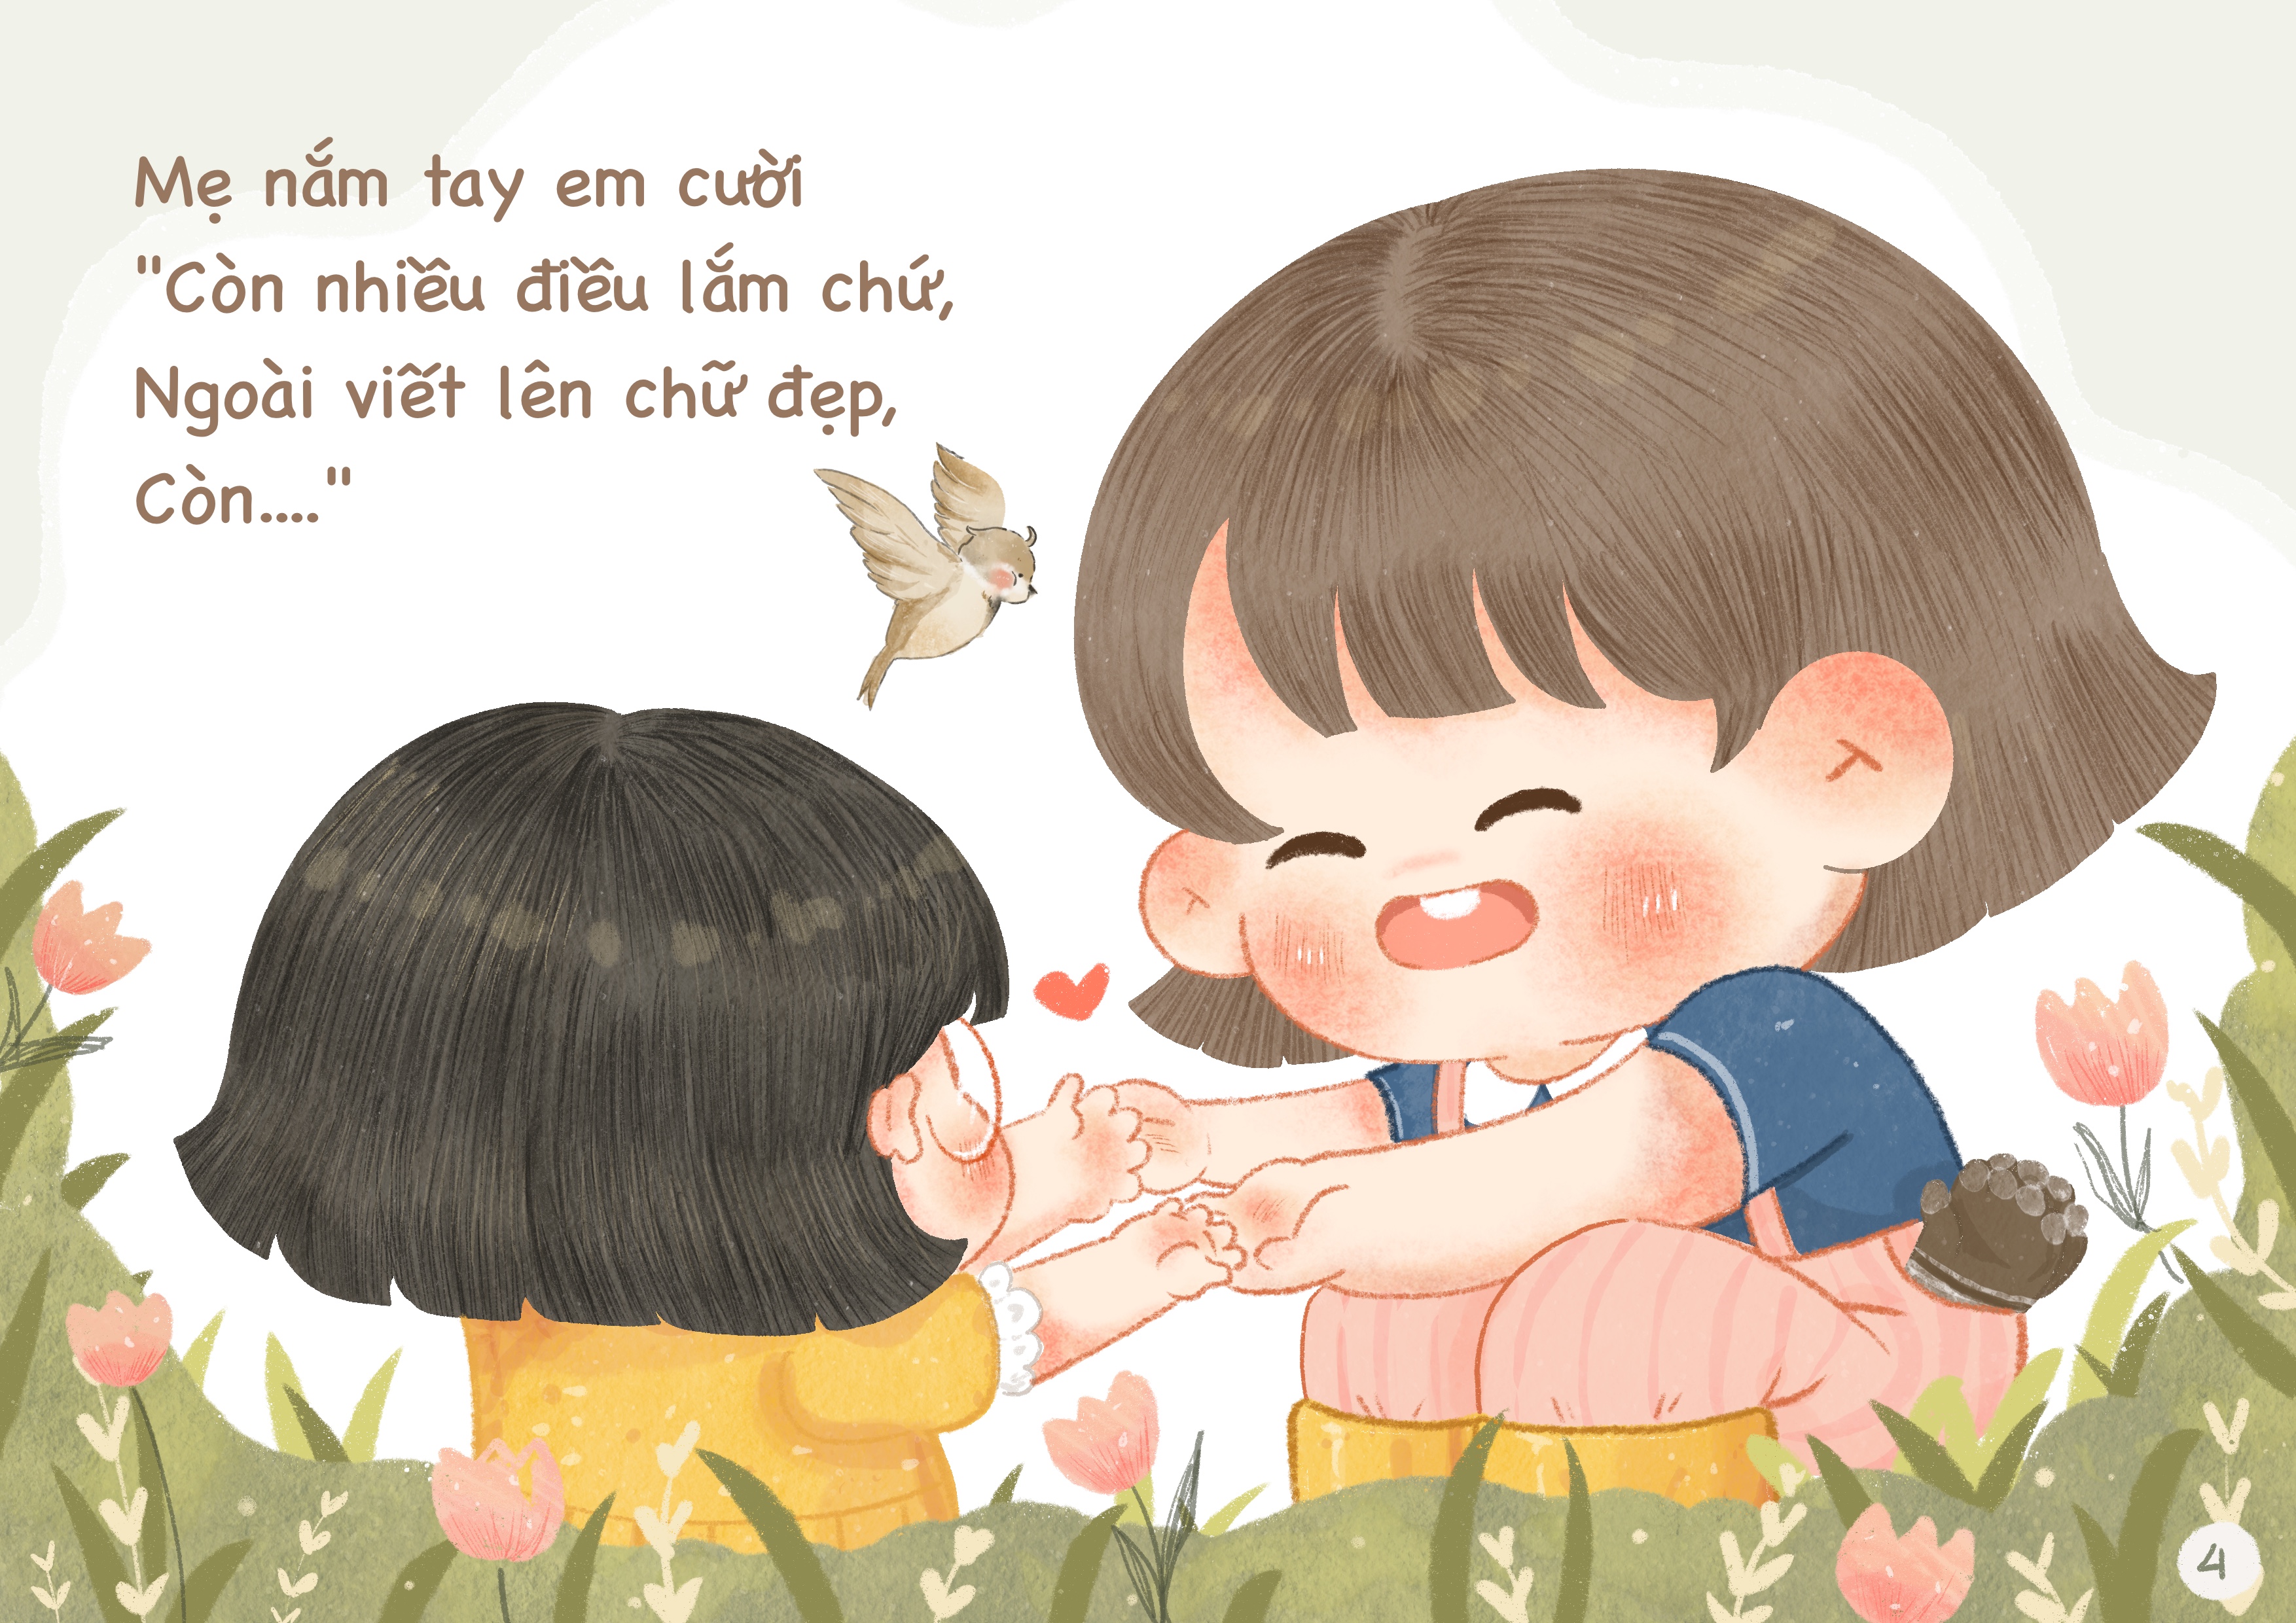 Mẹ nắm tay em cười
"Còn nhiều điều lắm chứ,
Ngoài viết lên chữ đẹp,
Còn...."
4